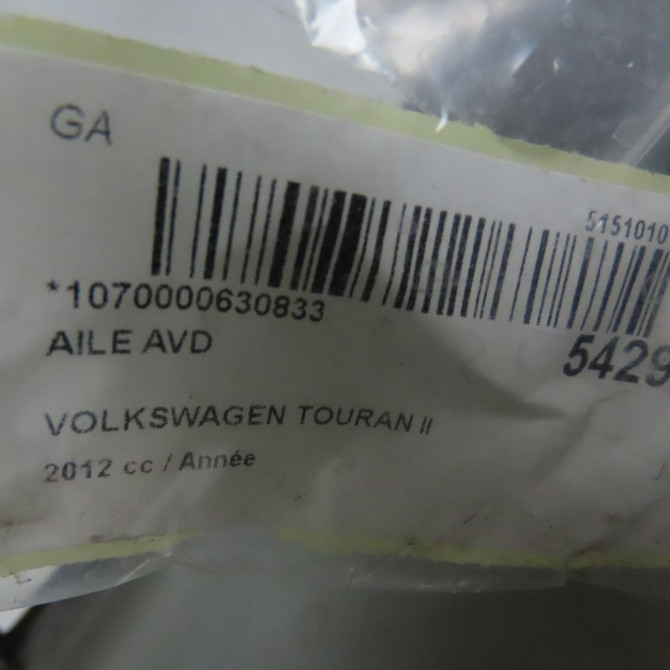 GA
5151010
*1070000630833
AILE AVD
5429
VOLKSWAGEN TOURAN II
2012 cc / Année